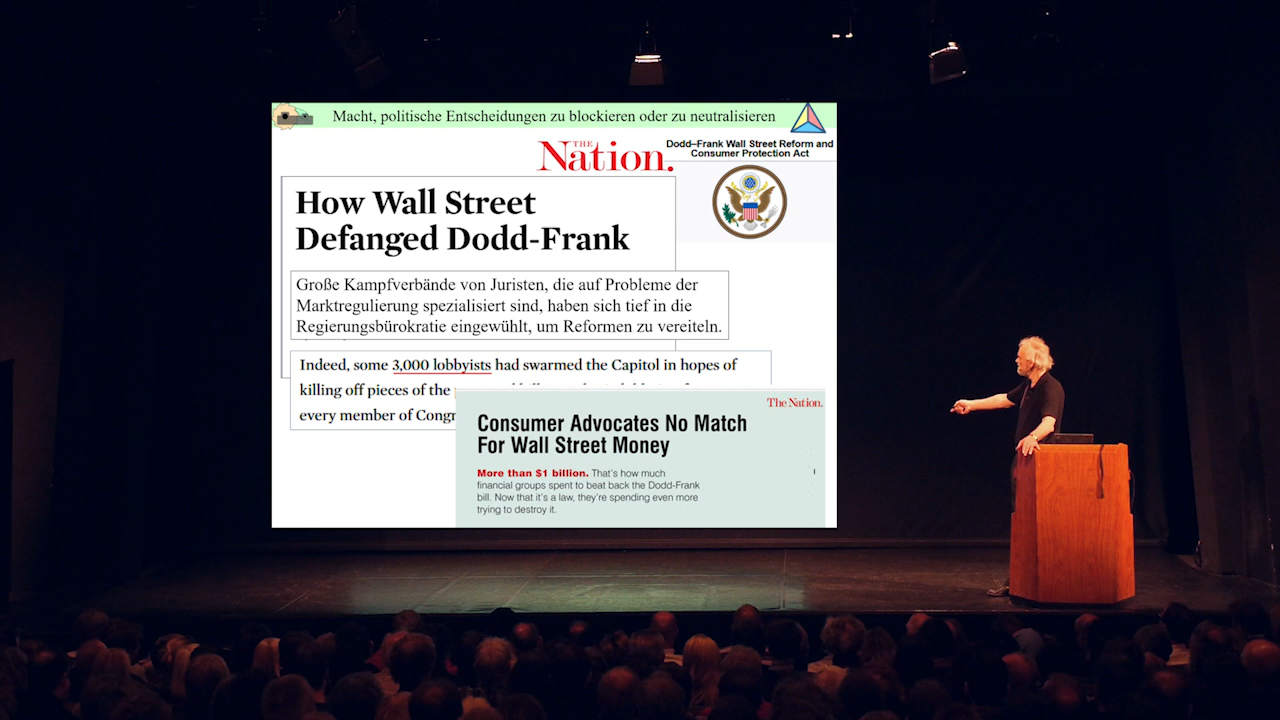 Macht, politische Entscheidungen zu blockieren oder zu neutralisieren
THE
Nation.
Dodd–Frank Wall Street Reform and
Consumer Protection Act
How Wall Street
Defanged Dodd-Frank
Große Kampfverbände von Juristen, die auf Probleme der
Marktregulierung spezialisiert sind, haben sich tief in die
Regierungsbürokratie eingewühlt, um Reformen zu vereiteln.
Indeed, some 3,000 lobbyists had swarmed the Capitol in hopes of
killing off pieces of the
every member of Congr
The Nation.
Consumer Advocates No Match
For Wall Street Money
More than $1 billion. That's how much
financial groups spent to beat back the Dodd-Frank
bill. Now that it's a law, they're spending even more
trying to destroy it.